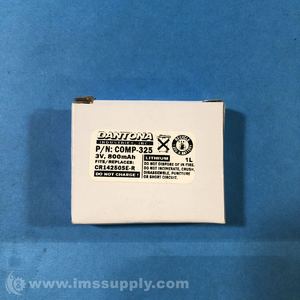 DANTONA
INDUSTRIES, INC.
P/N: COMP-325
3V, 800mAh
FITS/REPLACES:
CR14250SE-R
DO NOT CHARGE!
LITHIUM 1L
DO NOT DISPOSE OF IN FIRE,
DO NOT INCINERATE, CRUSH,
DISASSEMBLE, PUNCTURE
OR SHORT CIRCUIT.
© www.imssupply.com